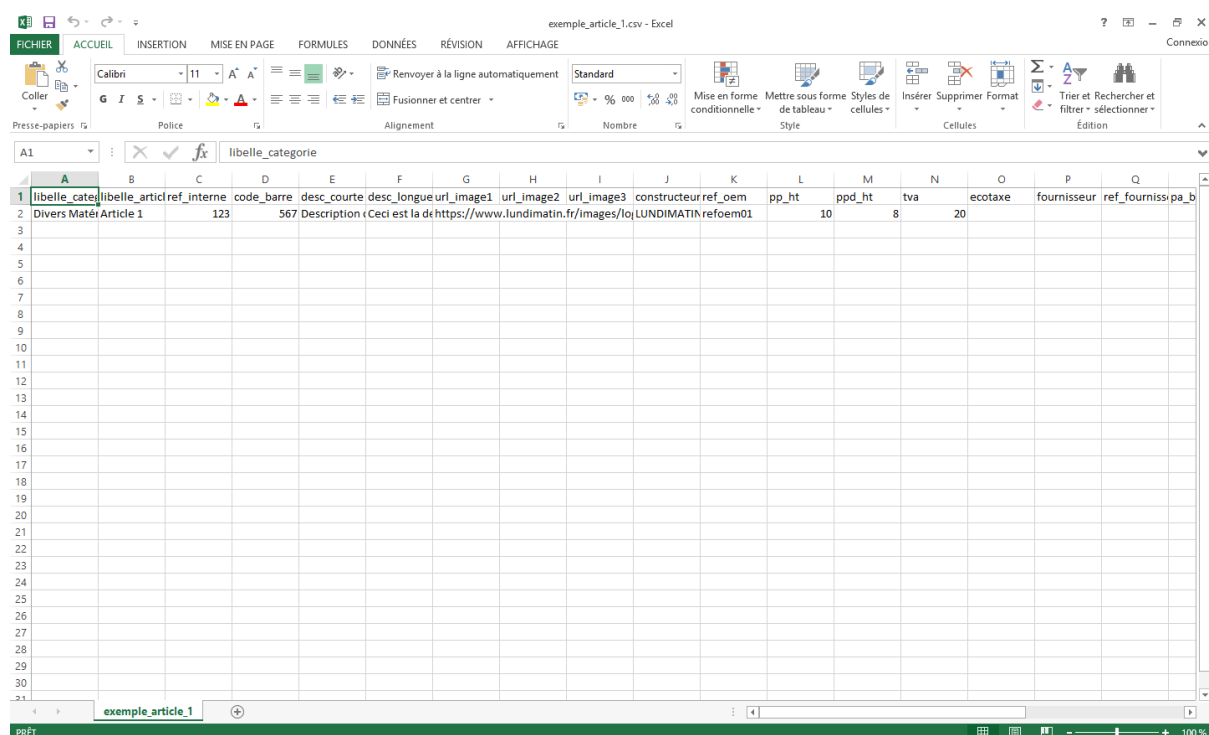 exemple_article_1.csv - Excel
FICHIER ACCUEIL INSERTION MISE EN PAGE FORMULES DONNÉES RÉVISION AFFICHAGE Connexio
Coller
Calibri 11
Renvoyer à la ligne automatiquement
Standard
G I S
Fusionner et centrer
% 000
Mise en forme conditionnelle
Mettre sous forme de tableau
Styles de cellules
Insérer Supprimer Format
Trier et filtrer
Rechercher et sélectionner
Presse-papiers Police Alignement Nombre Style Cellules Édition
A1 fx libelle_categorie
A B C D E F G H I J K L M N O P Q
1 libelle_categ libelle_articl ref_interne code_barre desc_courte desc_longue url_image1 url_image2 url_image3 constructeur ref_oem pp_ht ppd_ht tva ecotaxe fournisseur ref_fourniss pa_b
2 Divers Maté Article 1 123 567 Description Ceci est la de https://www.lundimatin.fr/images/lo LUNDIMATIN refoem01 10 8 20
3
4
5
6
7
8
9
10
11
12
13
14
15
16
17
18
19
20
21
22
23
24
25
26
27
28
29
30
31
exemple_article_1
PRÊT 100 %